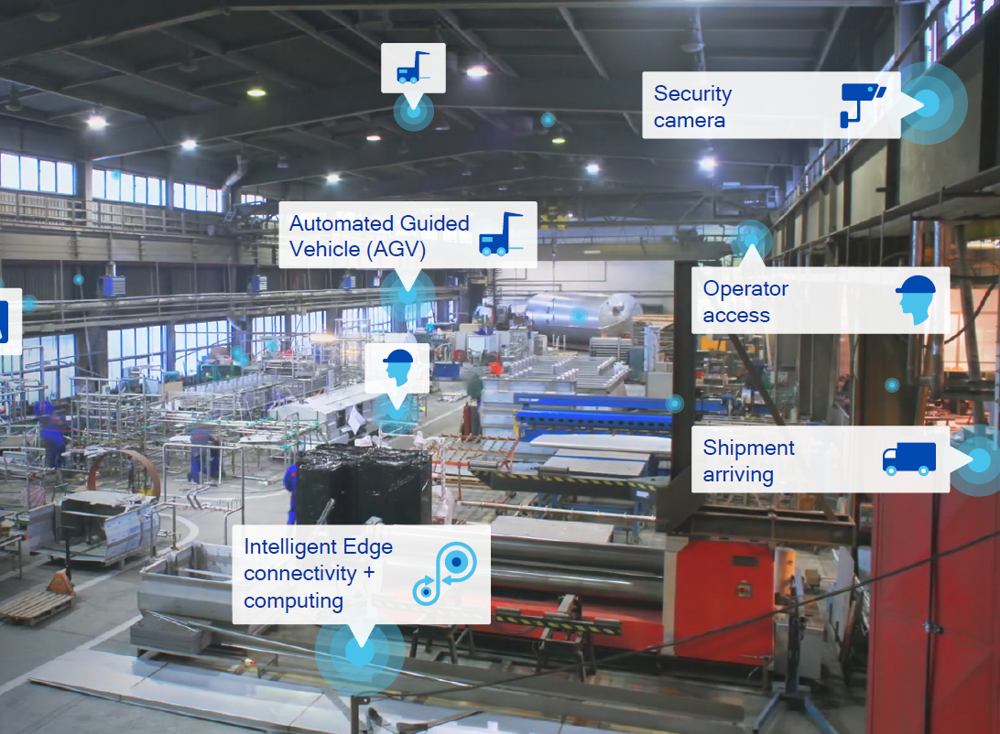 Security
camera
Automated Guided
Vehicle (AGV)
Operator
access
Shipment
arriving
Intelligent Edge
connectivity +
computing